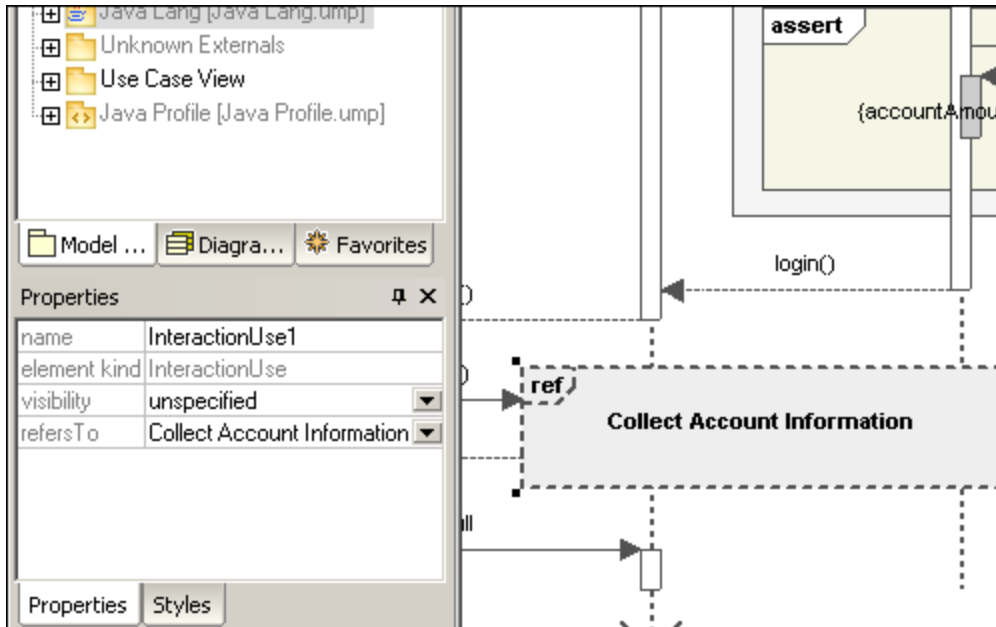 Java Lang [Java Lang.ump]
Unknown Externals
Use Case View
Java Profile [Java Profile.ump]
Model ... Diagra... Favorites
Properties
name InteractionUse1
element kind InteractionUse
visibility unspecified
refersTo Collect Account Information
Properties Styles
assert
{accountAmou
login()
)
)
ref
Collect Account Information
ll